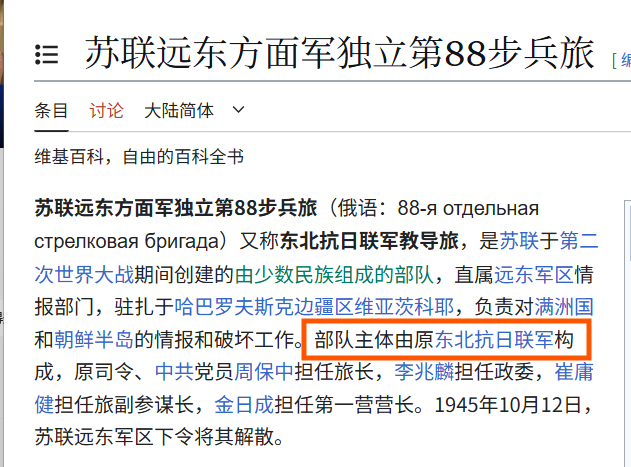 苏联远东方面军独立第88步兵旅 [编
条目 讨论 大陆简体
维基百科，自由的百科全书
苏联远东方面军独立第88步兵旅（俄语：88-я отдельная
стрелковая бригада）又称东北抗日联军教导旅，是苏联于第二
次世界大战期间创建的由少数民族组成的部队，直属远东军区情
报部门，驻扎于哈巴罗夫斯克边疆区维亚茨科耶，负责对满洲国
和朝鲜半岛的情报和破坏工作。部队主体由原东北抗日联军构
成，原司令、中共党员周保中担任旅长，李兆麟担任政委，崔庸
健担任旅副参谋长，金日成担任第一营营长。1945年10月12日，
苏联远东军区下令将其解散。